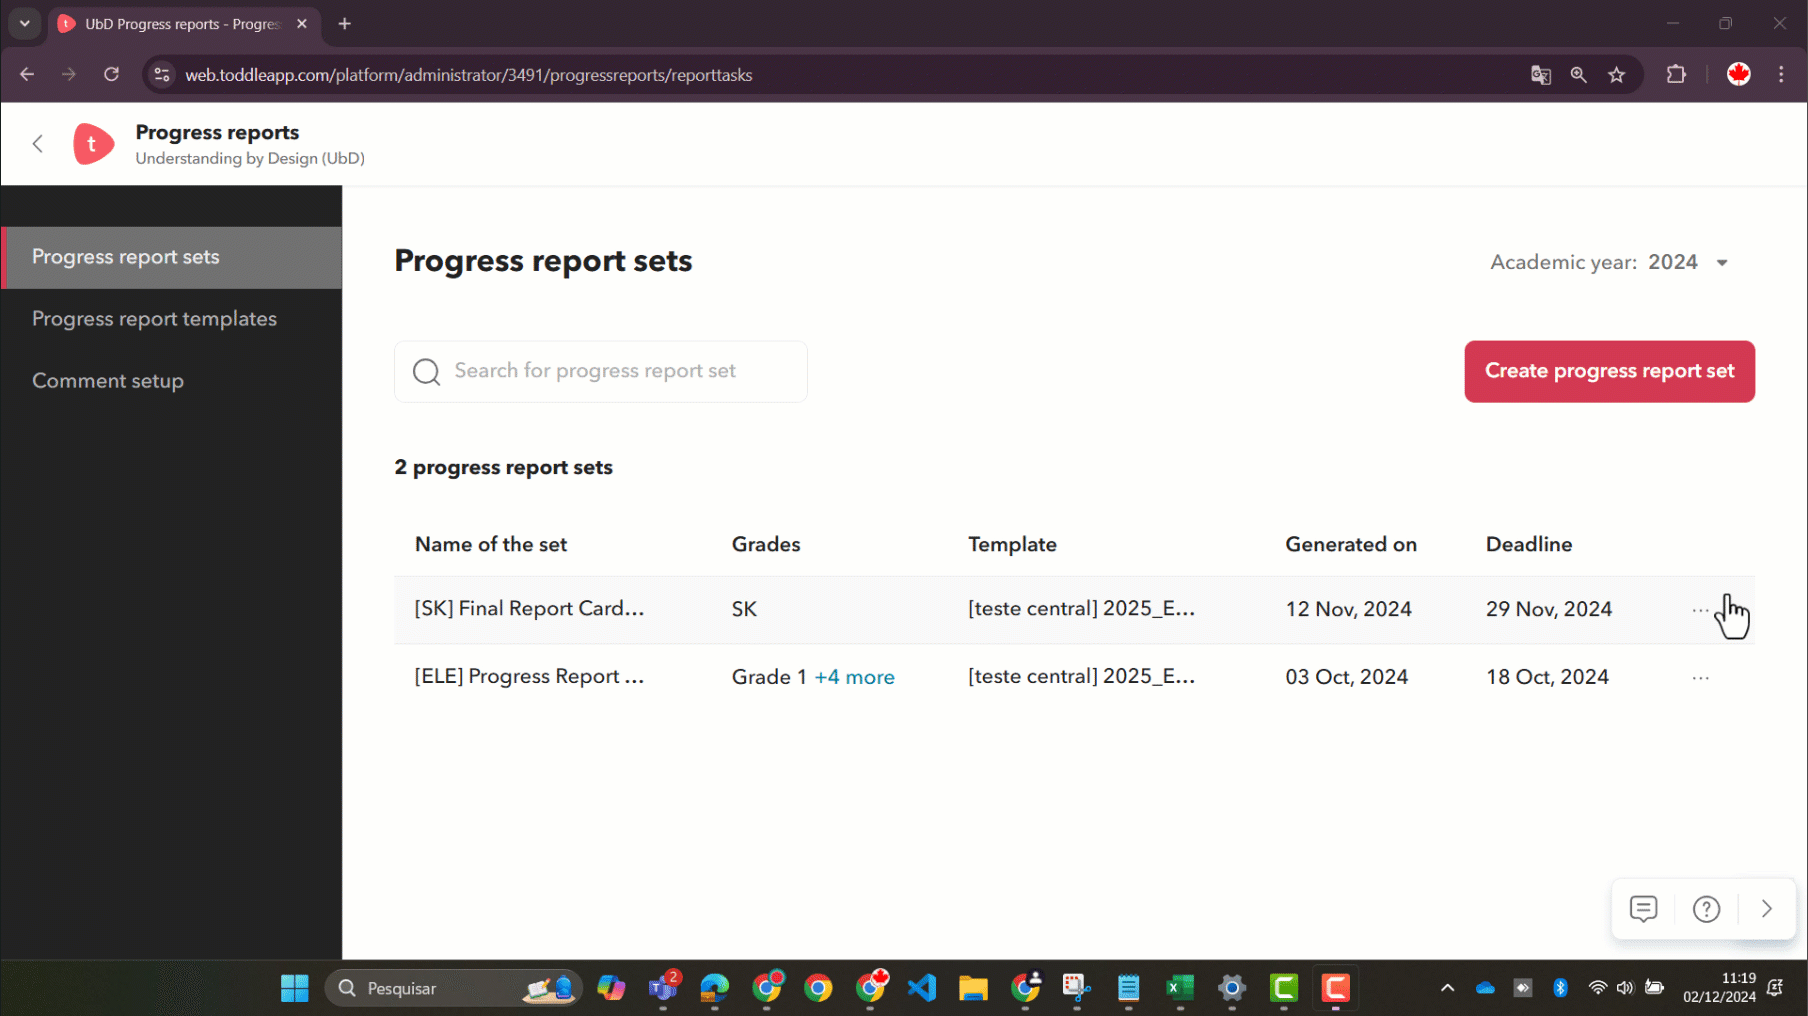 UbD Progress reports - Progres
web.toddleapp.com/platform/administrator/3491/progressreports/reporttasks
t
Progress reports
Understanding by Design (UbD)
Progress report sets
Progress report templates
Comment setup
Progress report sets
Academic year: 2024
Search for progress report set
Create progress report set
2 progress report sets
Name of the set Grades Template Generated on Deadline
[SK] Final Report Card... SK [teste central] 2025_E... 12 Nov, 2024 29 Nov, 2024 ...
[ELE] Progress Report ... Grade 1 +4 more [teste central] 2025_E... 03 Oct, 2024 18 Oct, 2024 ...
Pesquisar
2
11:19
02/12/2024